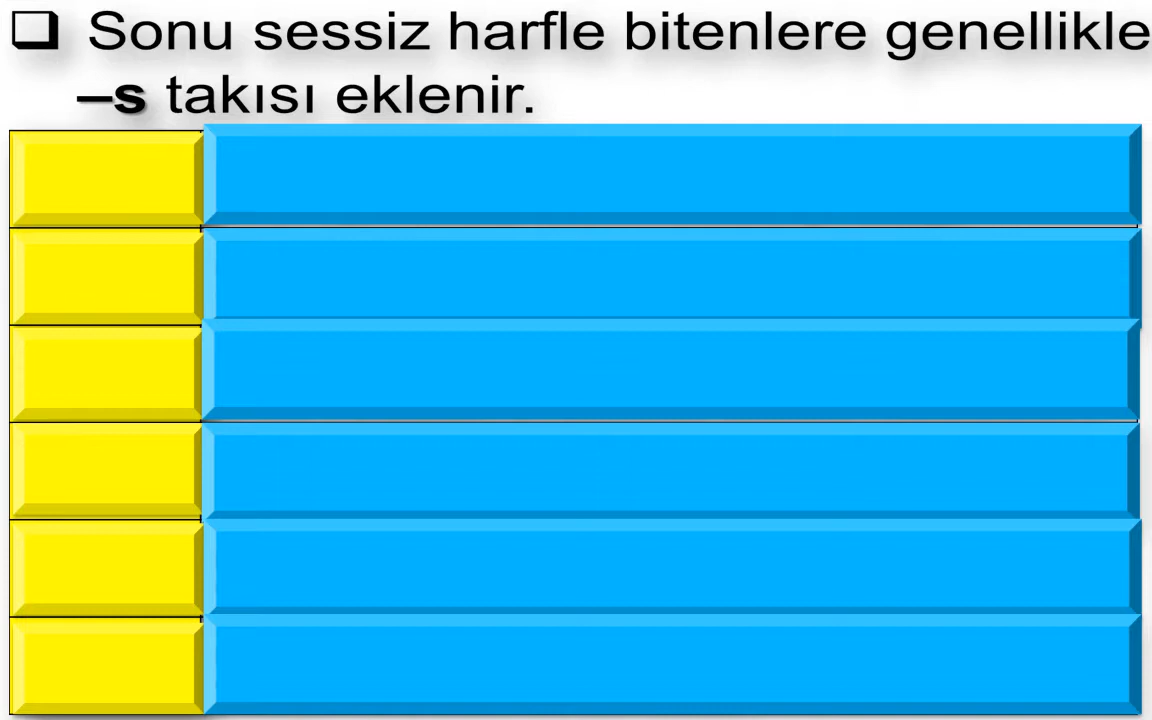 ❑ Sonu sessiz harfle bitenlere genellikle
–s takısı eklenir.